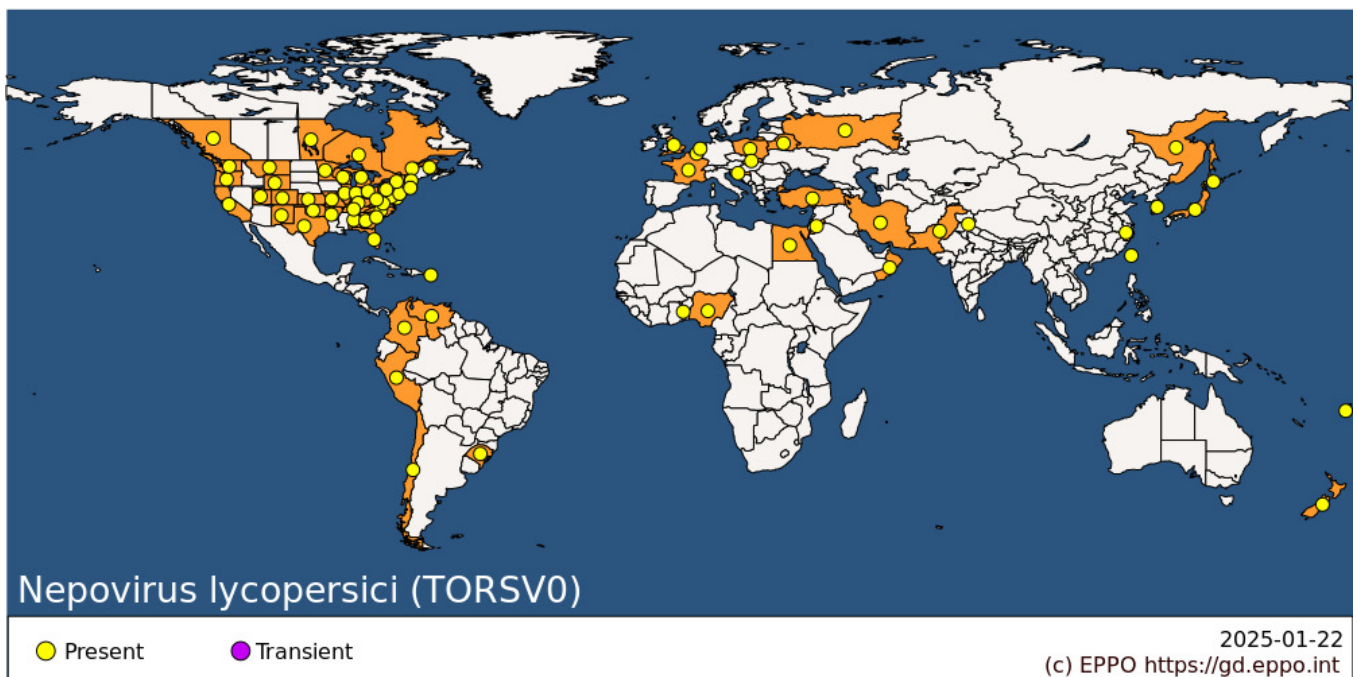 Nepovirus lycopersici (TORSV0)
Present
Transient
2025-01-22
(c) EPPO https://gd.eppo.int